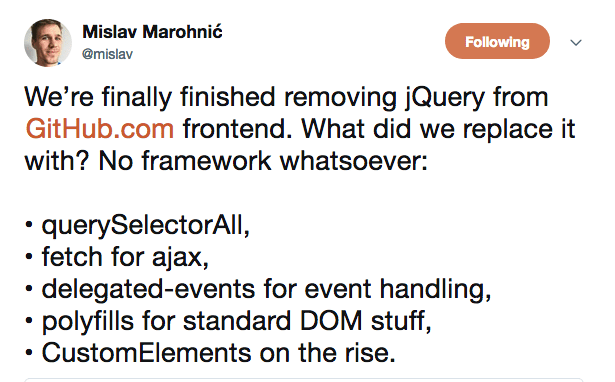 Mislav Marohnić
@mislav
Following
We’re finally finished removing jQuery from
GitHub.com frontend. What did we replace it
with? No framework whatsoever:
• querySelectorAll,
• fetch for ajax,
• delegated-events for event handling,
• polyfills for standard DOM stuff,
• CustomElements on the rise.